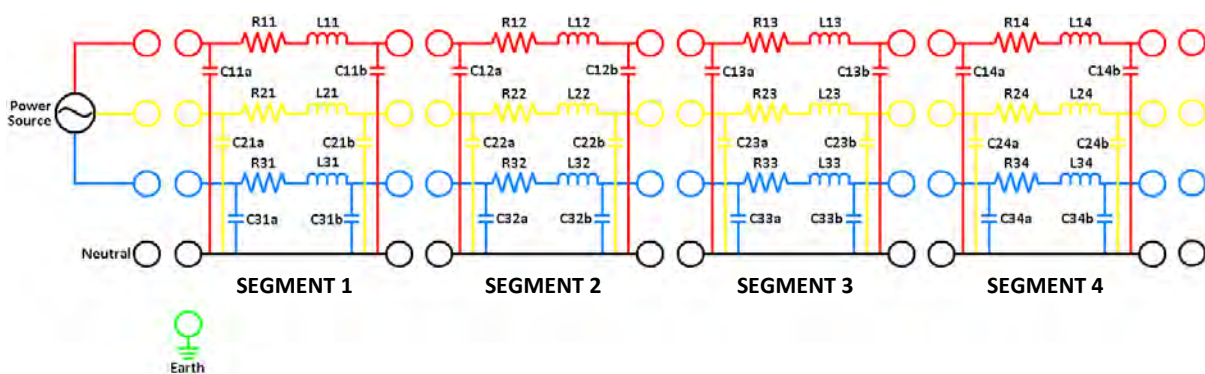 R11 L11 R12 L12 R13 L13 R14 L14
C11a C11b C12a C12b C13a C13b C14a C14b
Power
Source
R21 L21 R22 L22 R23 L23 R24 L24
C21a C21b C22a C22b C23a C23b C24a C24b
R31 L31 R32 L32 R33 L33 R34 L34
C31a C31b C32a C32b C33a C33b C34a C34b
Neutral
SEGMENT 1 SEGMENT 2 SEGMENT 3 SEGMENT 4
Earth